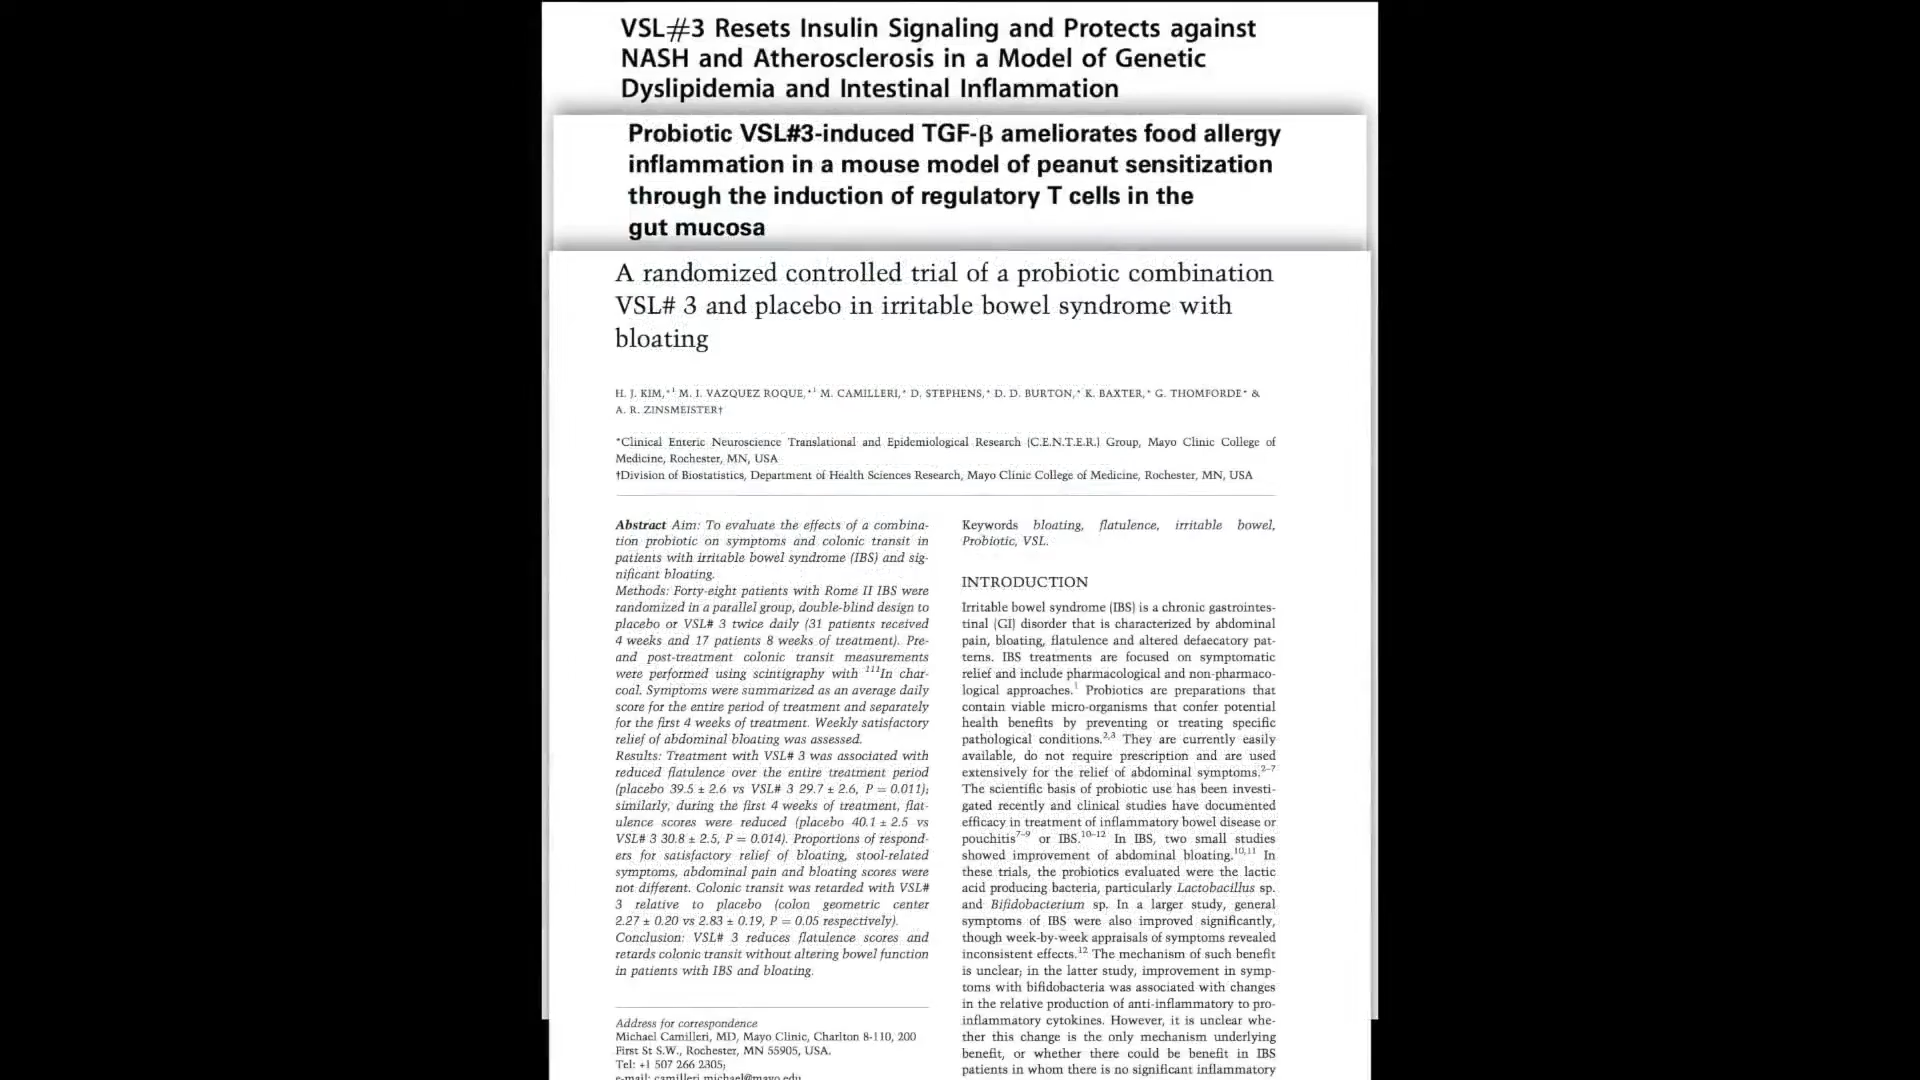 VSL#3 Resets Insulin Signaling and Protects against
NASH and Atherosclerosis in a Model of Genetic
Dyslipidemia and Intestinal Inflammation
Probiotic VSL#3-induced TGF-β ameliorates food allergy
inflammation in a mouse model of peanut sensitization
through the induction of regulatory T cells in the
gut mucosa
A randomized controlled trial of a probiotic combination
VSL# 3 and placebo in irritable bowel syndrome with
bloating
H. J. KIM,*¹ M. I. VAZQUEZ ROQUE,*¹ M. CAMILLERI,* D. STEPHENS,* D. D. BURTON,* K. BAXTER,* G. THOMFORDE* &
A. R. ZINSMEISTER†
*Clinical Enteric Neuroscience Translational and Epidemiological Research (C.E.N.T.E.R.) Group, Mayo Clinic College of
Medicine, Rochester, MN, USA
†Division of Biostatistics, Department of Health Sciences Research, Mayo Clinic College of Medicine, Rochester, MN, USA
Abstract Aim: To evaluate the effects of a combina-
tion probiotic on symptoms and colonic transit in
patients with irritable bowel syndrome (IBS) and sig-
nificant bloating.
Methods: Forty-eight patients with Rome II IBS were
randomized in a parallel group, double-blind design to
placebo or VSL# 3 twice daily (31 patients received
4 weeks and 17 patients 8 weeks of treatment). Pre-
and post-treatment colonic transit measurements
were performed using scintigraphy with ¹¹¹In char-
coal. Symptoms were summarized as an average daily
score for the entire period of treatment and separately
for the first 4 weeks of treatment. Weekly satisfactory
relief of abdominal bloating was assessed.
Results: Treatment with VSL# 3 was associated with
reduced flatulence over the entire treatment period
(placebo 39.5 ± 2.6 vs VSL# 3 29.7 ± 2.6, P = 0.011);
similarly, during the first 4 weeks of treatment, flat-
ulence scores were reduced (placebo 40.1 ± 2.5 vs
VSL# 3 30.8 ± 2.5, P = 0.014). Proportions of respond-
ers for satisfactory relief of bloating, stool-related
symptoms, abdominal pain and bloating scores were
not different. Colonic transit was retarded with VSL#
3 relative to placebo (colon geometric center
2.27 ± 0.20 vs 2.83 ± 0.19, P = 0.05 respectively).
Conclusion: VSL# 3 reduces flatulence scores and
retards colonic transit without altering bowel function
in patients with IBS and bloating.
Address for correspondence
Michael Camilleri, MD, Mayo Clinic, Charlton 8-110, 200
First St S.W., Rochester, MN 55905, USA.
Tel: +1 507 266 2305;
e-mail: camilleri.michael@mayo.edu
Keywords bloating, flatulence, irritable bowel,
Probiotic, VSL.
INTRODUCTION
Irritable bowel syndrome (IBS) is a chronic gastrointes-
tinal (GI) disorder that is characterized by abdominal
pain, bloating, flatulence and altered defaecatory pat-
terns. IBS treatments are focused on symptomatic
relief and include pharmacological and non-pharmaco-
logical approaches.¹ Probiotics are preparations that
contain viable micro-organisms that confer potential
health benefits by preventing or treating specific
pathological conditions.²,³ They are currently easily
available, do not require prescription and are used
extensively for the relief of abdominal symptoms.²⁻⁷
The scientific basis of probiotic use has been investi-
gated recently and clinical studies have documented
efficacy in treatment of inflammatory bowel disease or
pouchitis⁷⁻⁹ or IBS.¹⁰⁻¹² In IBS, two small studies
showed improvement of abdominal bloating.¹⁰,¹¹ In
these trials, the probiotics evaluated were the lactic
acid producing bacteria, particularly Lactobacillus sp.
and Bifidobacterium sp. In a larger study, general
symptoms of IBS were also improved significantly,
though week-by-week appraisals of symptoms revealed
inconsistent effects.¹² The mechanism of such benefit
is unclear; in the latter study, improvement in symp-
toms with bifidobacteria was associated with changes
in the relative production of anti-inflammatory to pro-
inflammatory cytokines. However, it is unclear whe-
ther this change is the only mechanism underlying
benefit, or whether there could be benefit in IBS
patients in whom there is no significant inflammatory